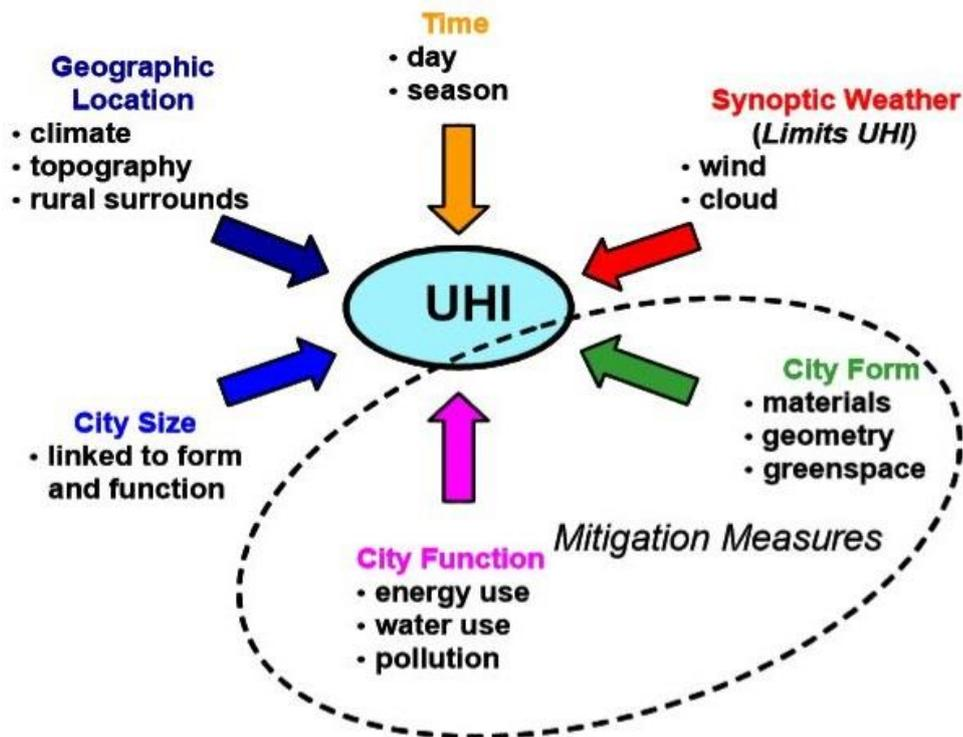 Time
• day
• season
Geographic
Location
• climate
• topography
• rural surrounds
Synoptic Weather
(Limits UHI)
• wind
• cloud
UHI
City Size
• linked to form
and function
City Form
• materials
• geometry
• greenspace
Mitigation Measures
City Function
• energy use
• water use
• pollution